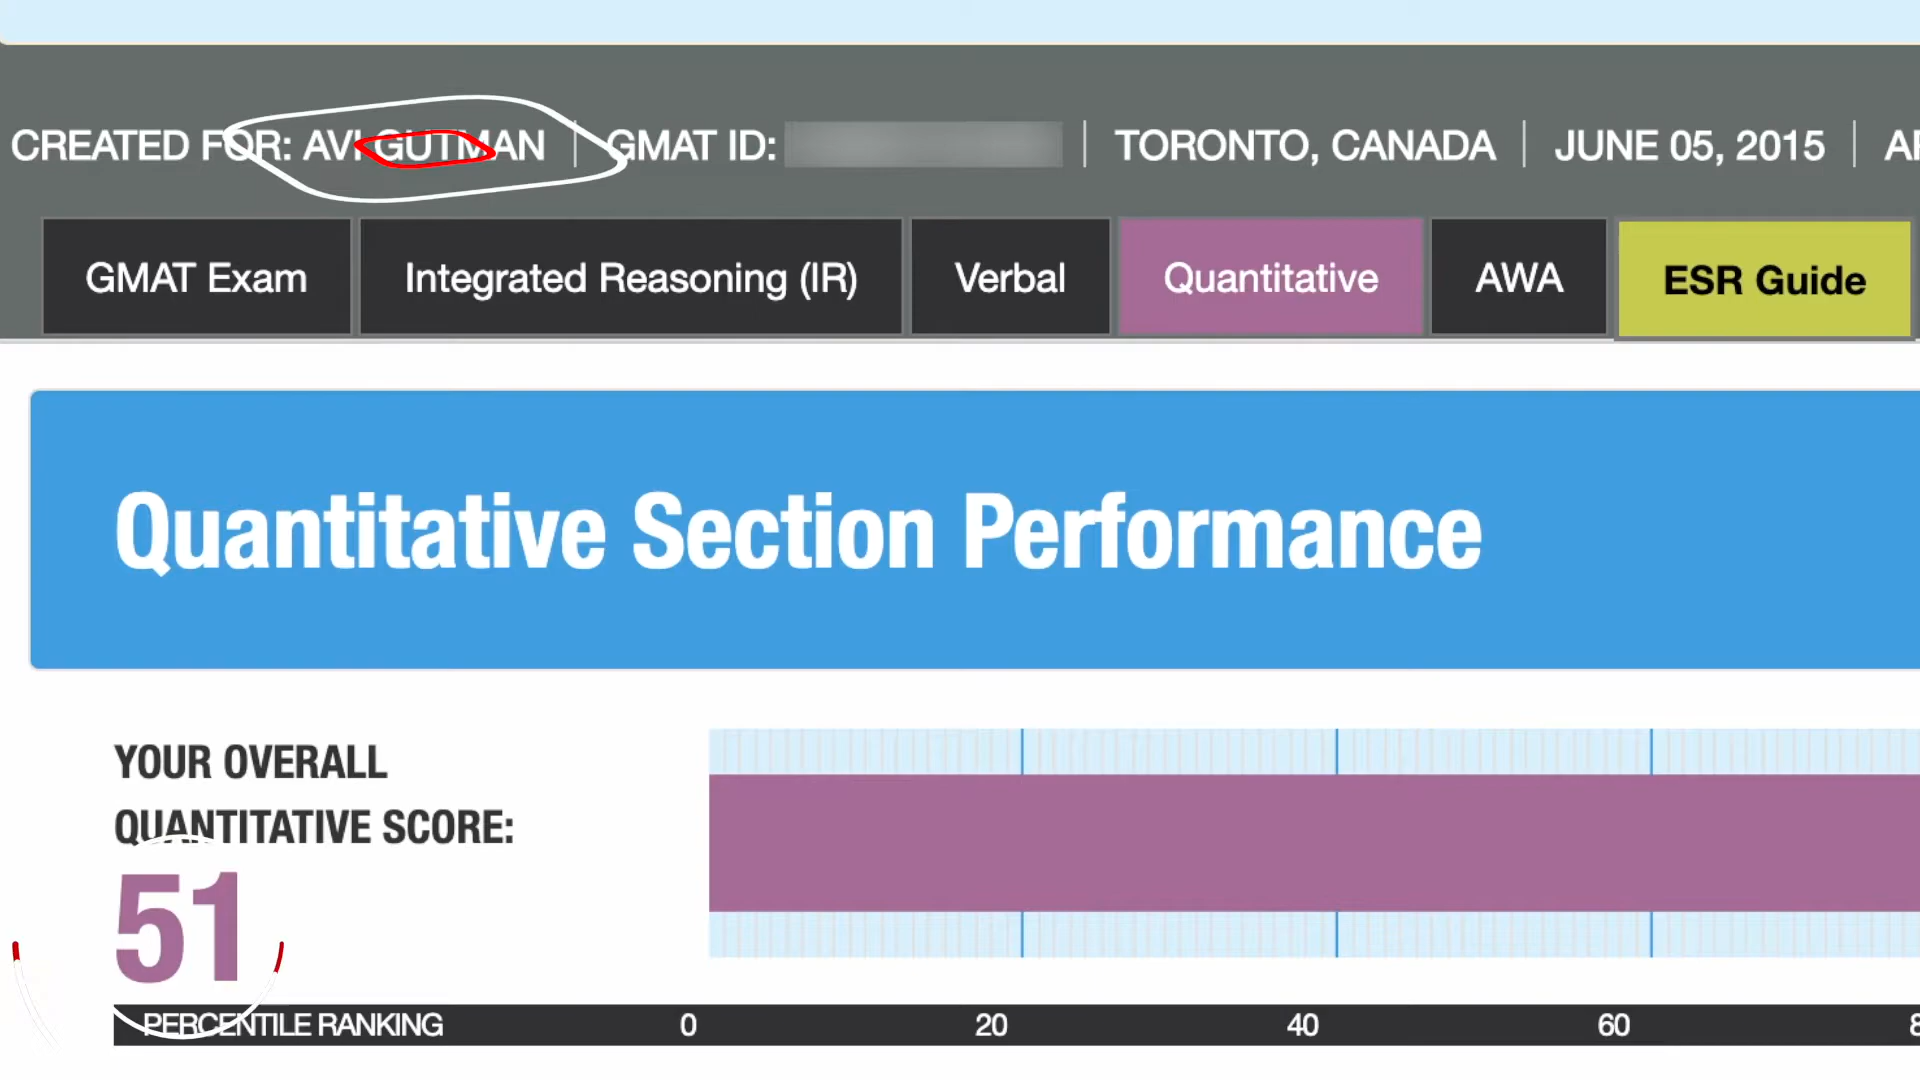 CREATED FOR: AVI GUTMAN | GMAT ID: | TORONTO, CANADA | JUNE 05, 2015 |
GMAT Exam Integrated Reasoning (IR) Verbal Quantitative AWA ESR Guide
Quantitative Section Performance
YOUR OVERALL
QUANTITATIVE SCORE:
51
PERCENTILE RANKING 0 20 40 60